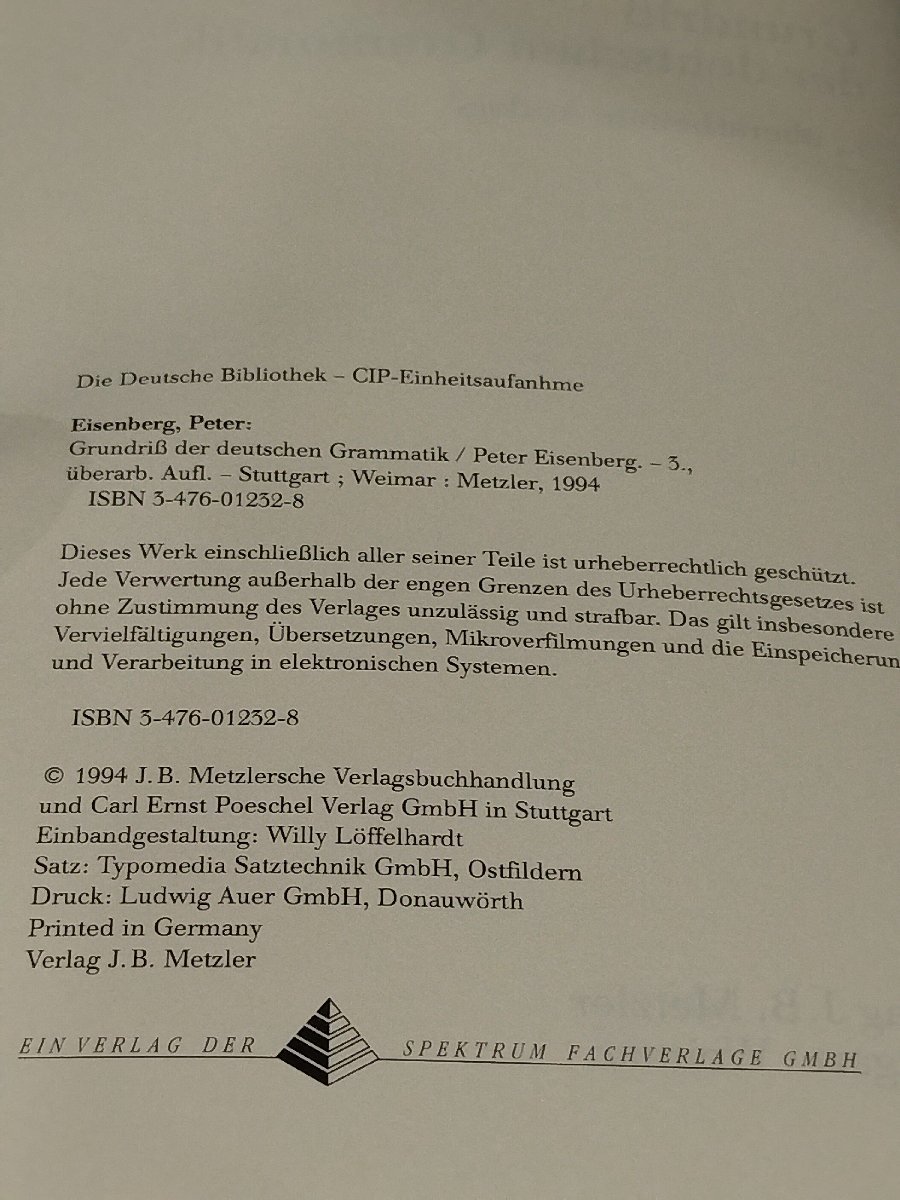 Die Deutsche Bibliothek – CIP-Einheitsaufanhme
Eisenberg, Peter:
Grundriß der deutschen Grammatik / Peter Eisenberg. – 3.,
überarb. Aufl. – Stuttgart ; Weimar : Metzler, 1994
ISBN 3-476-01232-8
Dieses Werk einschließlich aller seiner Teile ist urheberrechtlich geschützt.
Jede Verwertung außerhalb der engen Grenzen des Urheberrechtsgesetzes ist
ohne Zustimmung des Verlages unzulässig und strafbar. Das gilt insbesondere
Vervielfältigungen, Übersetzungen, Mikroverfilmungen und die Einspeicherun
und Verarbeitung in elektronischen Systemen.
ISBN 3-476-01232-8
© 1994 J. B. Metzlersche Verlagsbuchhandlung
und Carl Ernst Poeschel Verlag GmbH in Stuttgart
Einbandgestaltung: Willy Löffelhardt
Satz: Typomedia Satztechnik GmbH, Ostfildern
Druck: Ludwig Auer GmbH, Donauwörth
Printed in Germany
Verlag J. B. Metzler
EIN VERLAG DER SPEKTRUM FACHVERLAGE GMBH